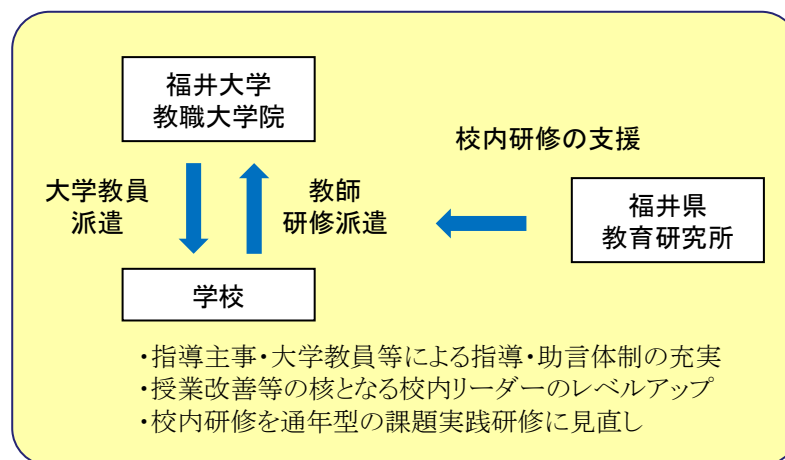 福井大学
教職大学院
校内研修の支援
大学教員
派遣
教師
研修派遣
福井県
教育研究所
学校
・指導主事・大学教員等による指導・助言体制の充実
・授業改善等の核となる校内リーダーのレベルアップ
・校内研修を通年型の課題実践研修に見直し